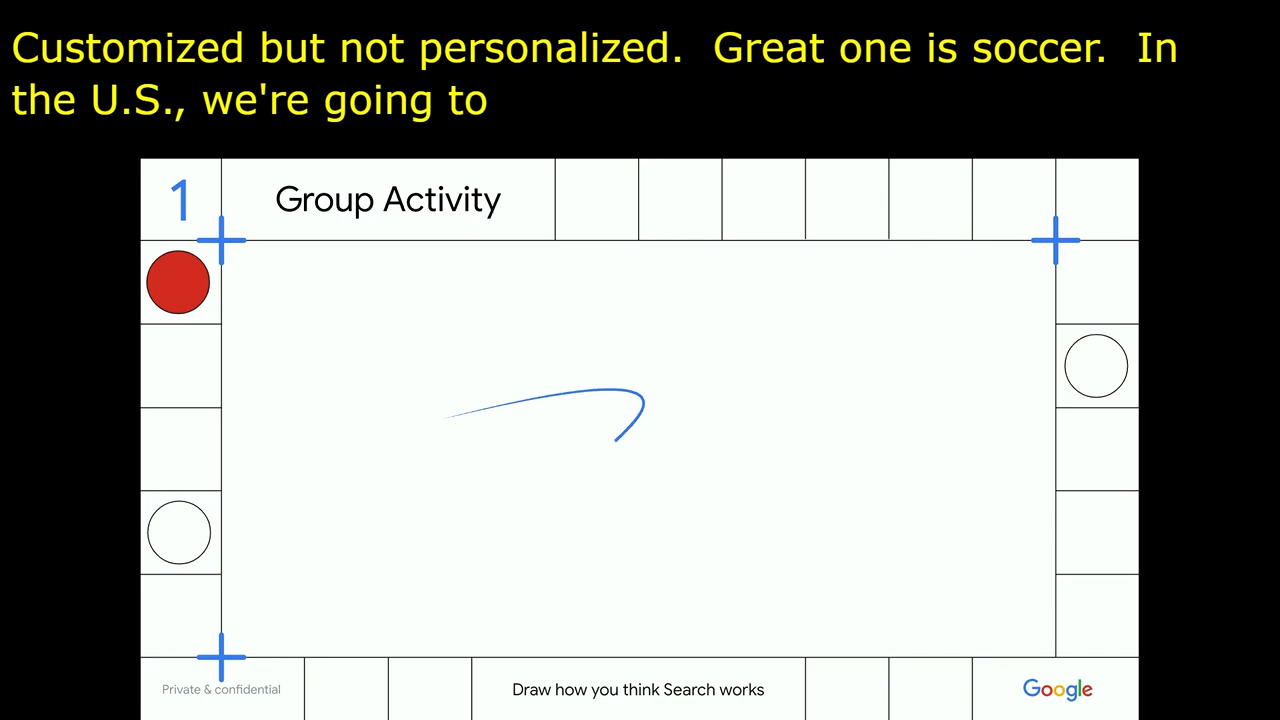 Customized but not personalized.  Great one is soccer.  In
the U.S., we're going to
1
Group Activity
Private & confidential
Draw how you think Search works
Google